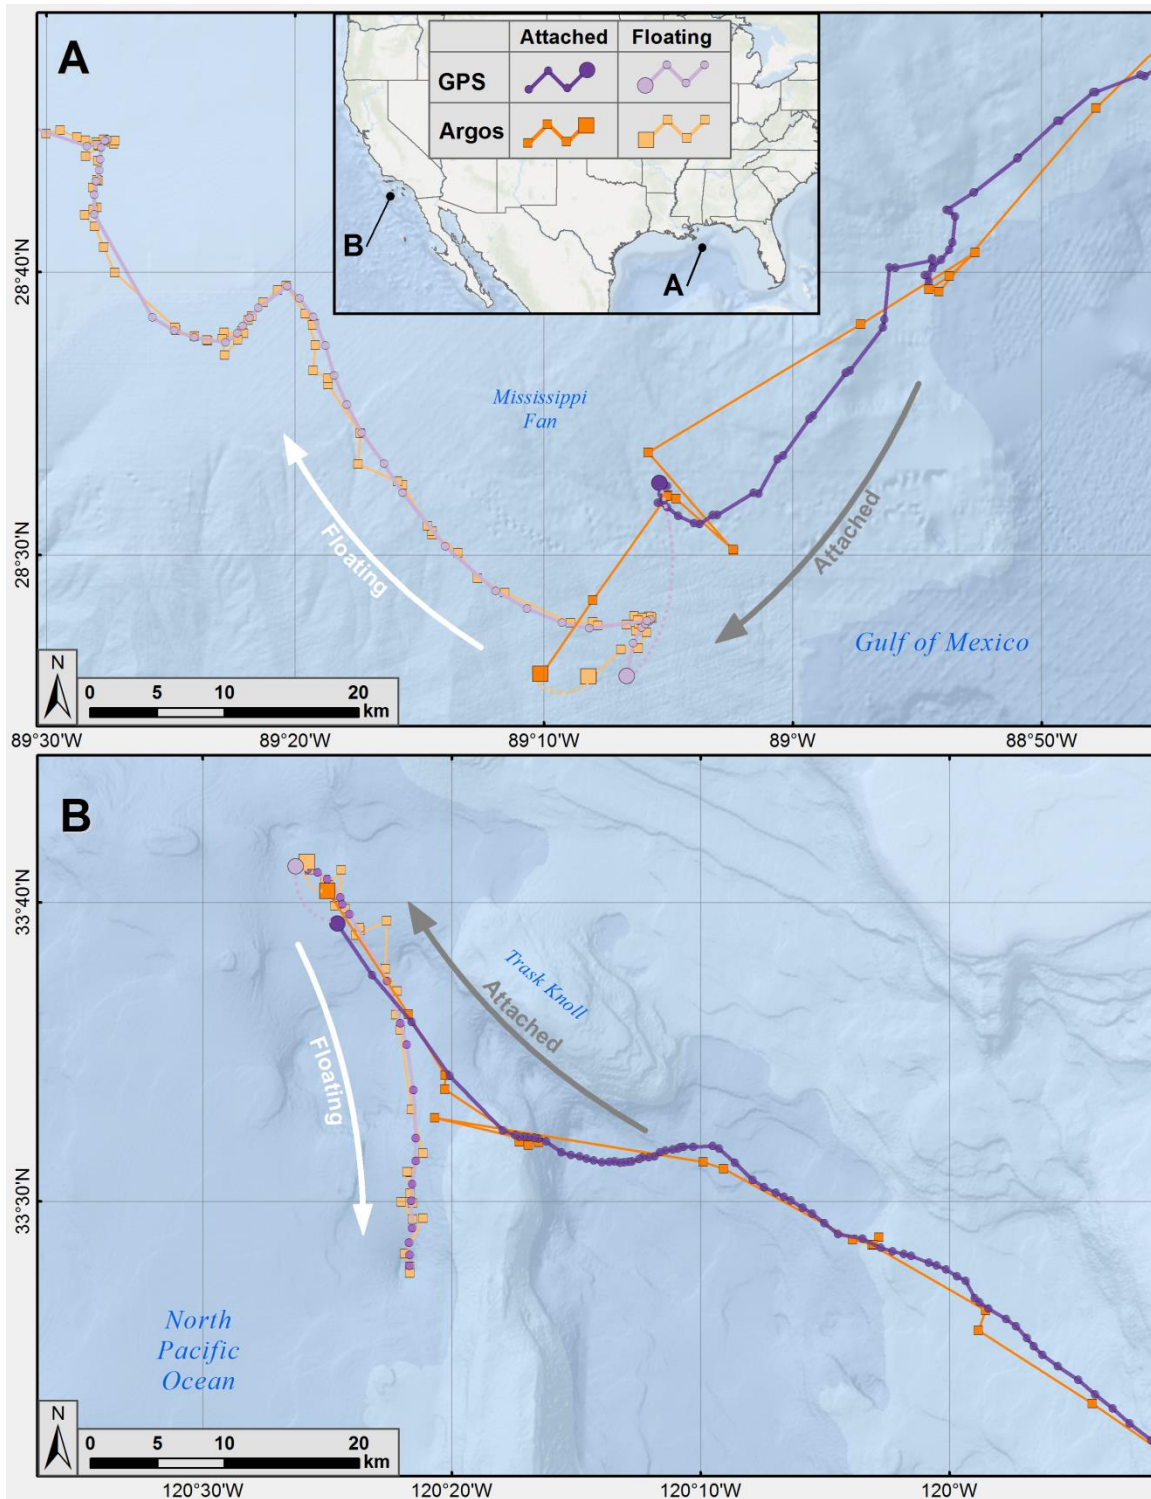 A
Attached Floating
GPS
Argos
B
A
28°40'N
Mississippi
Fan
Floating
Attached
28°30'N
Gulf of Mexico
N
0 5 10 20
km
89°30'W 89°20'W 89°10'W 89°W 88°50'W
B
33°40'N
Trask Knoll
Attached
Floating
33°30'N
North
Pacific
Ocean
N
0 5 10 20
km
120°30'W 120°20'W 120°10'W 120°W